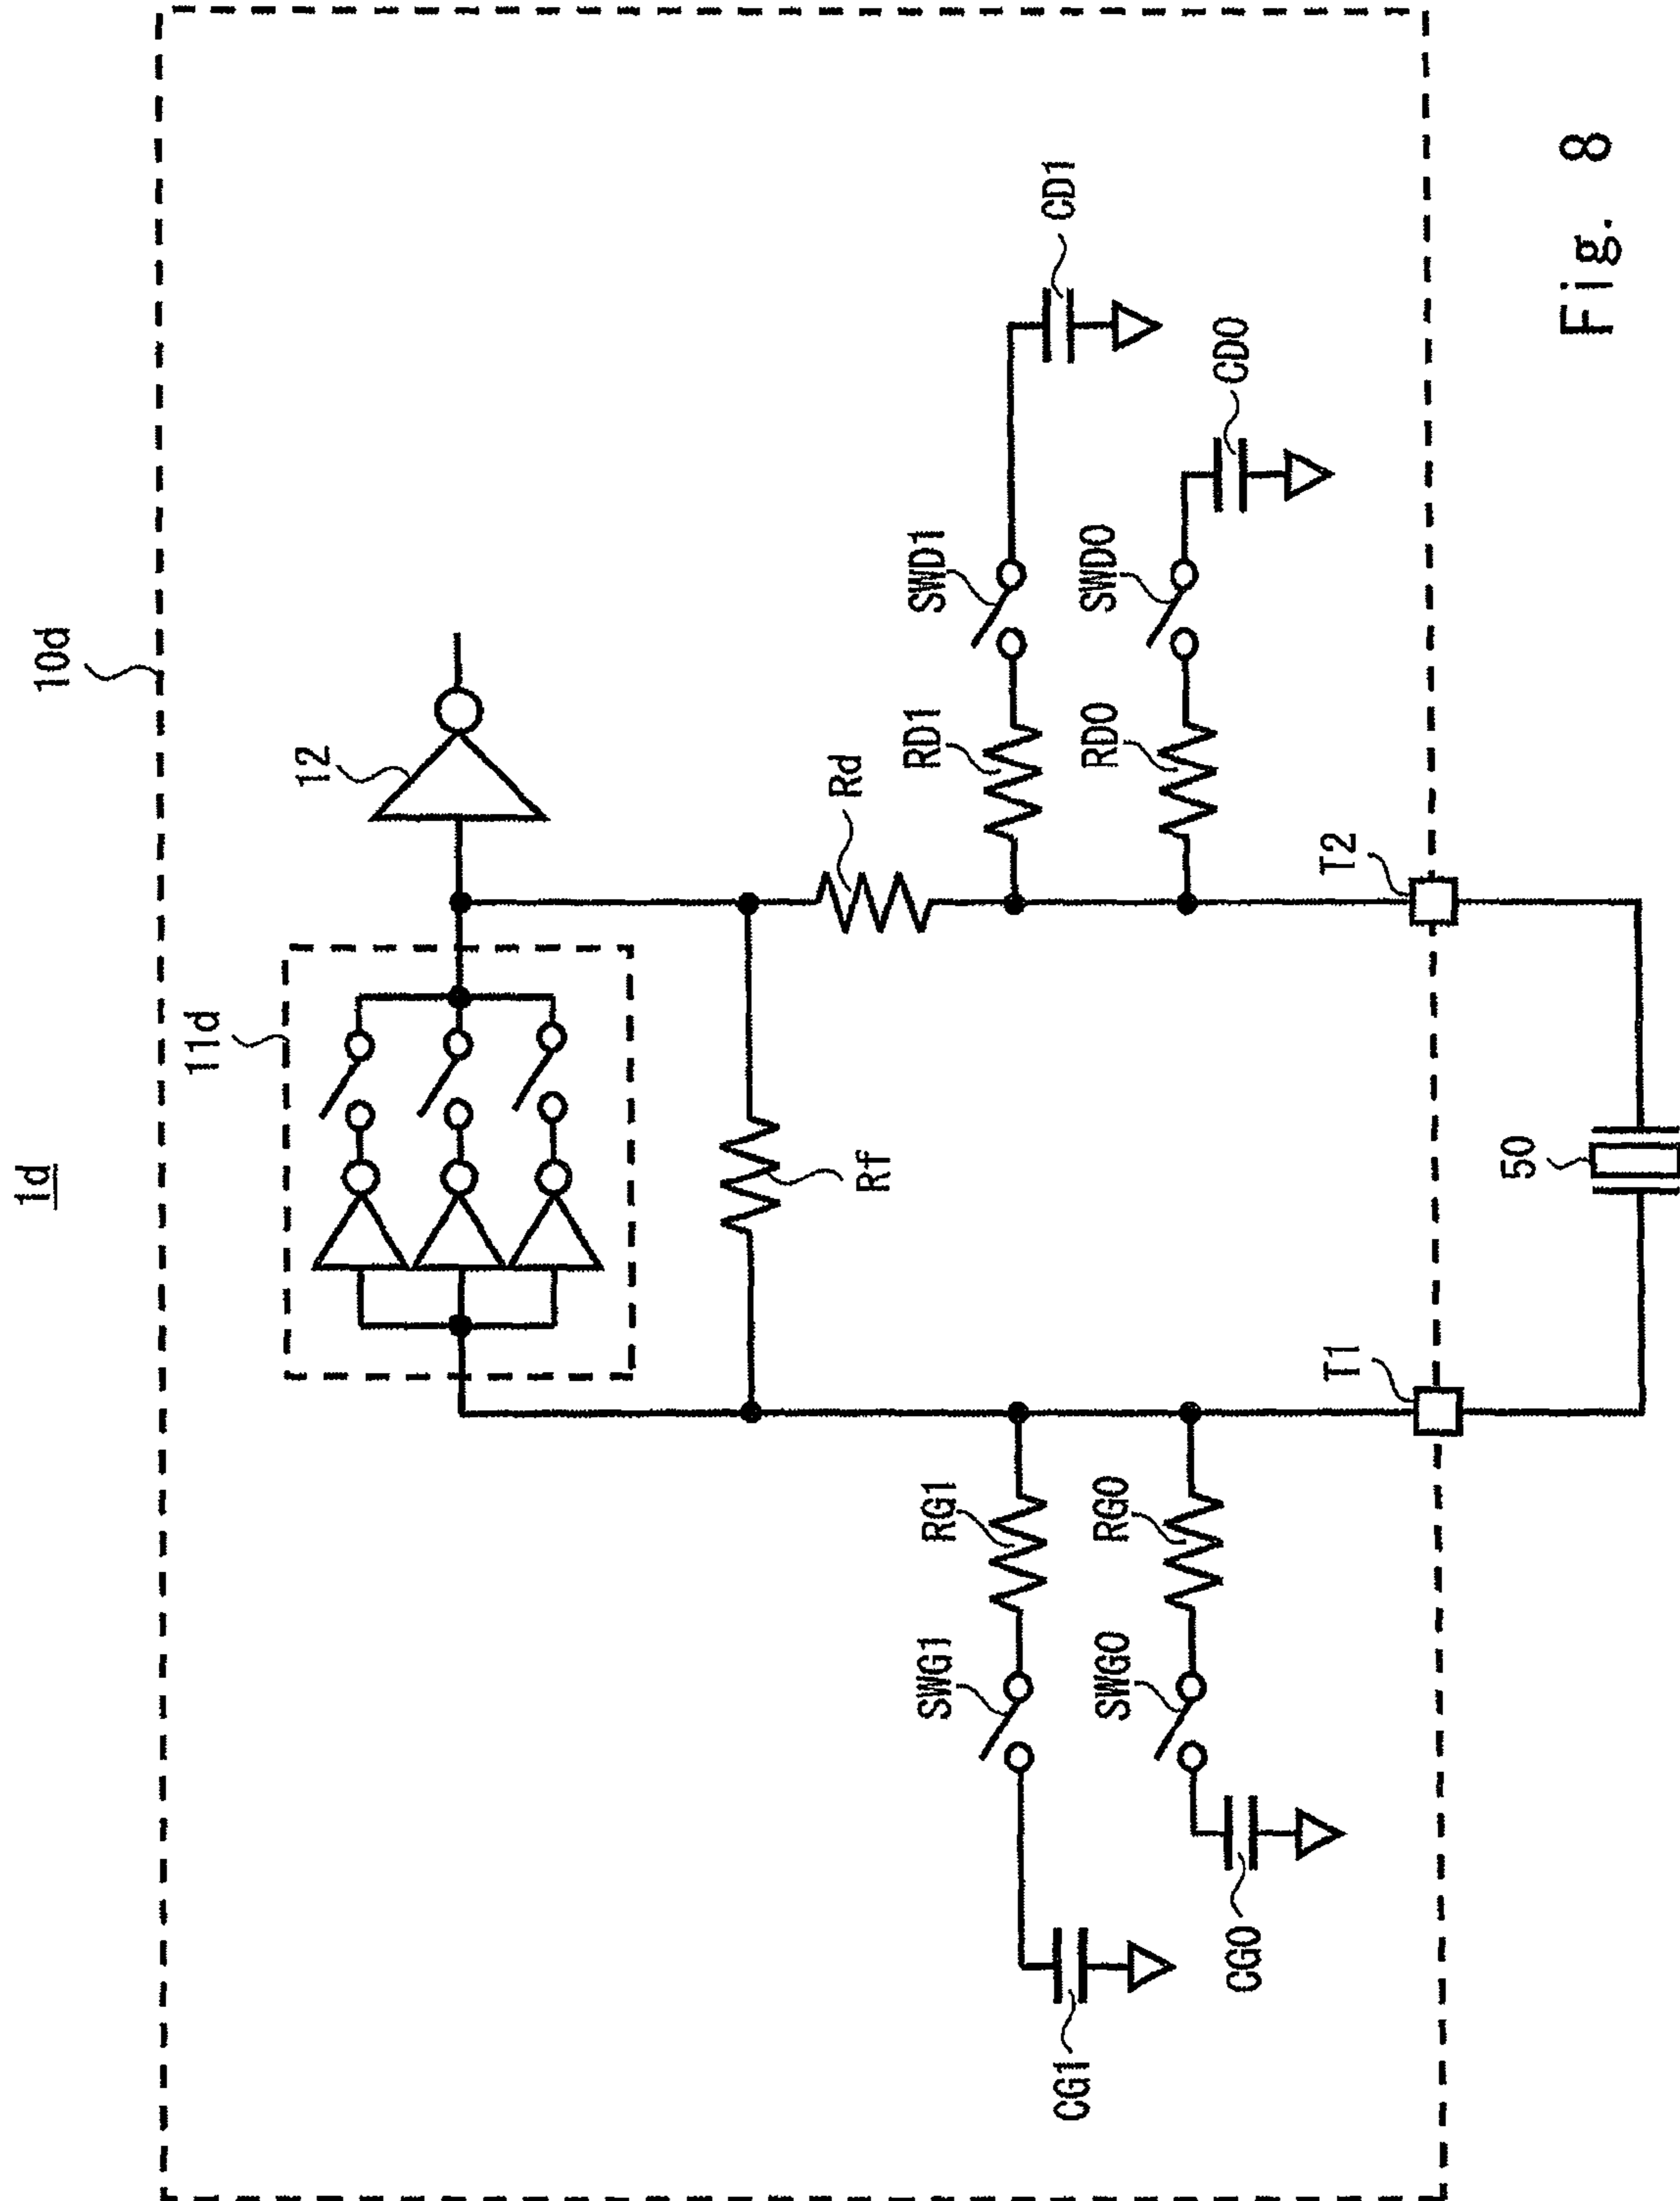 1d
10d
11d
12
Rf
Rd
CG1
SWG1
RG1
RD1
SWD1
CD1
CG0
SWG0
RG0
RD0
SWD0
CD0
T1
T2
50
Fig. 8